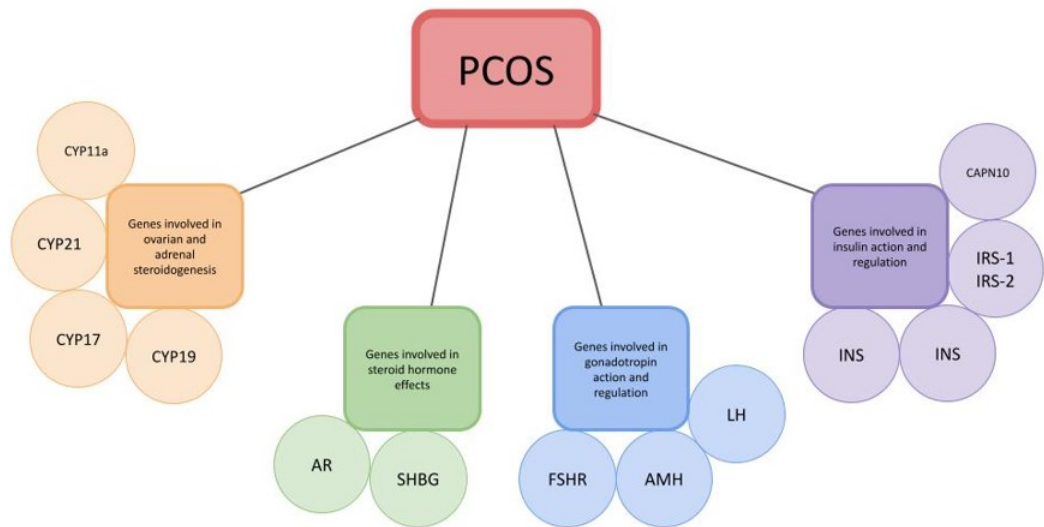 PCOS
CYP11a
CYP21
CYP17
CYP19
Genes involved in
ovarian and
adrenal
steroidogenesis
Genes involved in
steroid hormone
effects.
AR
SHBG
Genes involved in
gonadotropin
action and
regulation
FSHR
AMH
LH
Genes involved in
insulin action and
regulation
CAPN10
IRS-1
IRS-2
INS
INS